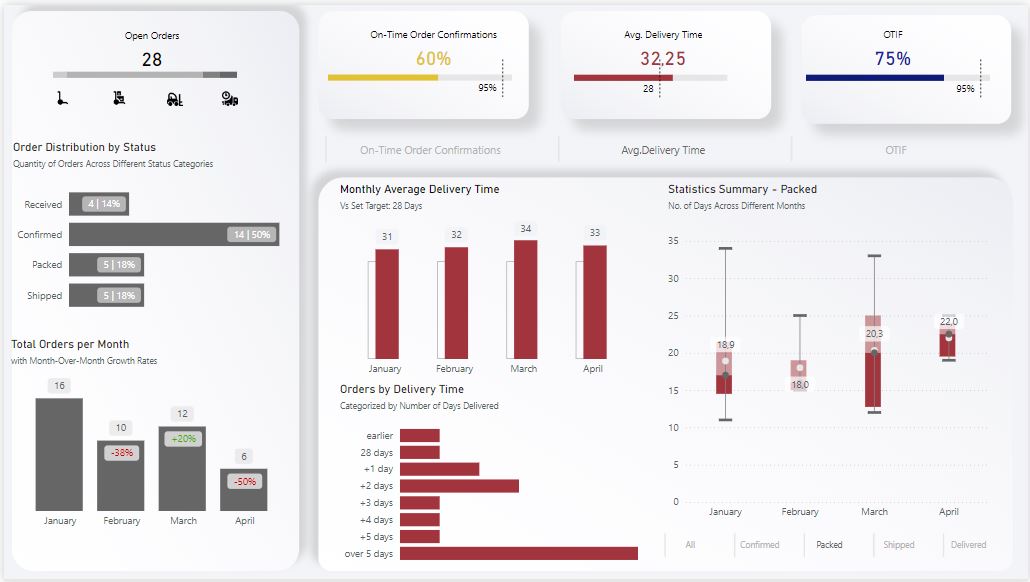 Open Orders
28
Order Distribution by Status
Quantity of Orders Across Different Status Categories
Received
4 | 14%
Confirmed
14 | 50%
Packed
5 | 18%
Shipped
5 | 18%
Total Orders per Month
with Month-Over-Month Growth Rates
16
10
12
6
-38%
+20%
-50%
January
February
March
April
On-Time Order Confirmations
60%
95%
Avg. Delivery Time
32,25
28
OTIF
75%
95%
On-Time Order Confirmations
Avg.Delivery Time
OTIF
Monthly Average Delivery Time
Vs Set Target: 28 Days
31
32
34
33
January
February
March
April
Orders by Delivery Time
Categorized by Number of Days Delivered
earlier
28 days
+1 day
+2 days
+3 days
+4 days
+5 days
over 5 days
Statistics Summary - Packed
No. of Days Across Different Months
35
30
25
20
15
10
5
0
18,9
18,0
20,3
22,0
January
February
March
April
All
Confirmed
Packed
Shipped
Delivered